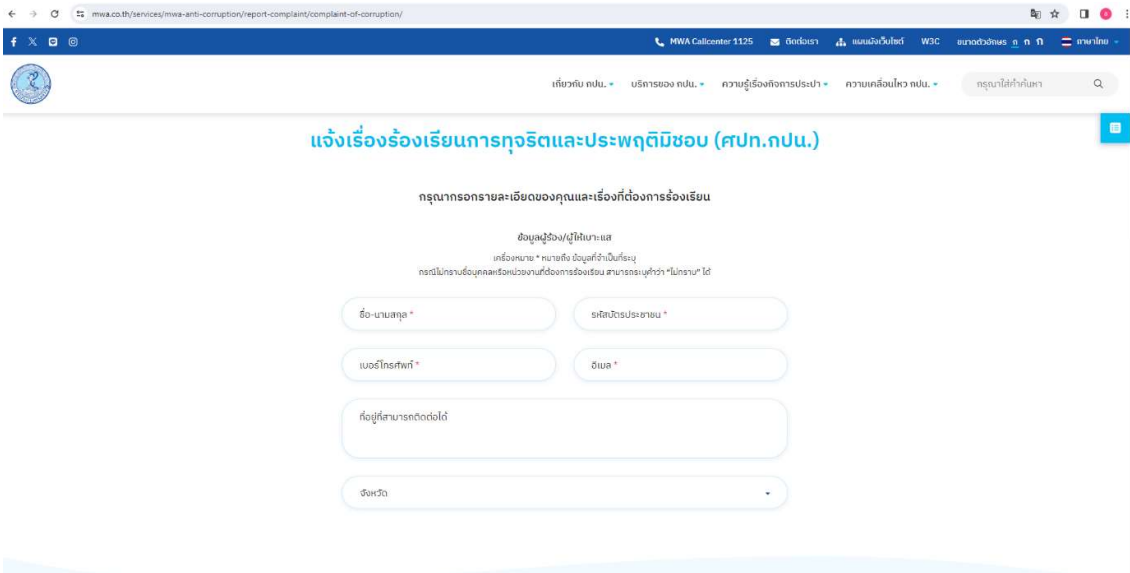 mwa.co.th/services/mwa-anti-corruption/report-complaint/complaint-of-corruption/
MWA Callcenter 1125 ติดต่อเรา แผนผังเว็บไซต์ W3C ขนาดตัวอักษร ก ก ก ภาษาไทย
เกี่ยวกับ กปน. บริการของ กปน. ความรู้เรื่องกิจการประปา ความเคลื่อนไหว กปน. กรุณาใส่คำค้นหา
แจ้งเรื่องร้องเรียนการทุจริตและประพฤติมิชอบ (ศปท.กปน.)
กรุณากรอกรายละเอียดของคุณและเรื่องที่ต้องการร้องเรียน
ข้อมูลผู้ร้อง/ผู้ให้เบาะแส
เครื่องหมาย * หมายถึง ข้อมูลที่จำเป็นที่ระบุ
กรณีไม่ทราบชื่อบุคคลหรือหน่วยงานที่ต้องการร้องเรียน สามารถระบุคำว่า "ไม่ทราบ" ได้
ชื่อ-นามสกุล * รหัสบัตรประชาชน *
เบอร์โทรศัพท์ * อีเมล *
ที่อยู่ที่สามารถติดต่อได้
จังหวัด